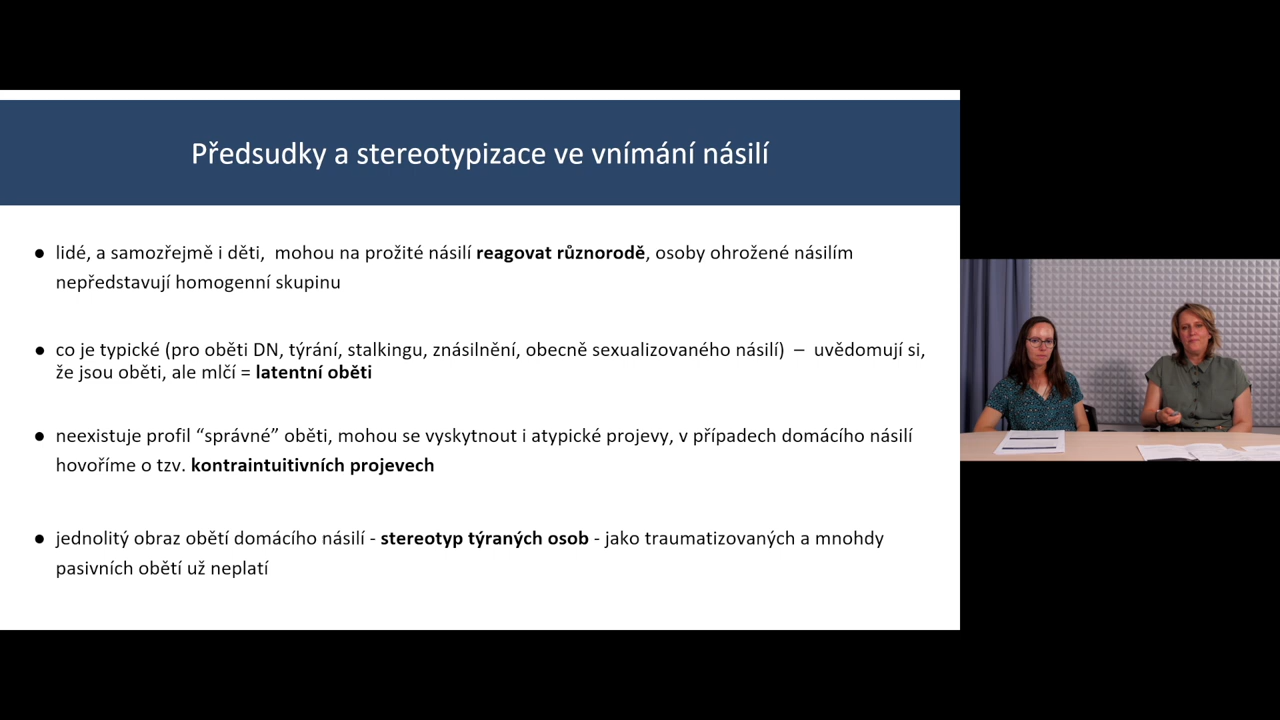 Předsudky a stereotypizace ve vnímání násilí
● lidé, a samozřejmě i děti,  mohou na prožité násilí reagovat různorodě, osoby ohrožené násilím
nepředstavují homogenní skupinu
● co je typické (pro oběti DN, týrání, stalkingu, znásilnění, obecně sexualizovaného násilí)  –  uvědomují si,
že jsou oběti, ale mlčí = latentní oběti
● neexistuje profil “správné” oběti, mohou se vyskytnout i atypické projevy, v případech domácího násilí
hovoříme o tzv. kontraintuitivních projevech
● jednolitý obraz obětí domácího násilí - stereotyp týraných osob - jako traumatizovaných a mnohdy
pasivních obětí už neplatí